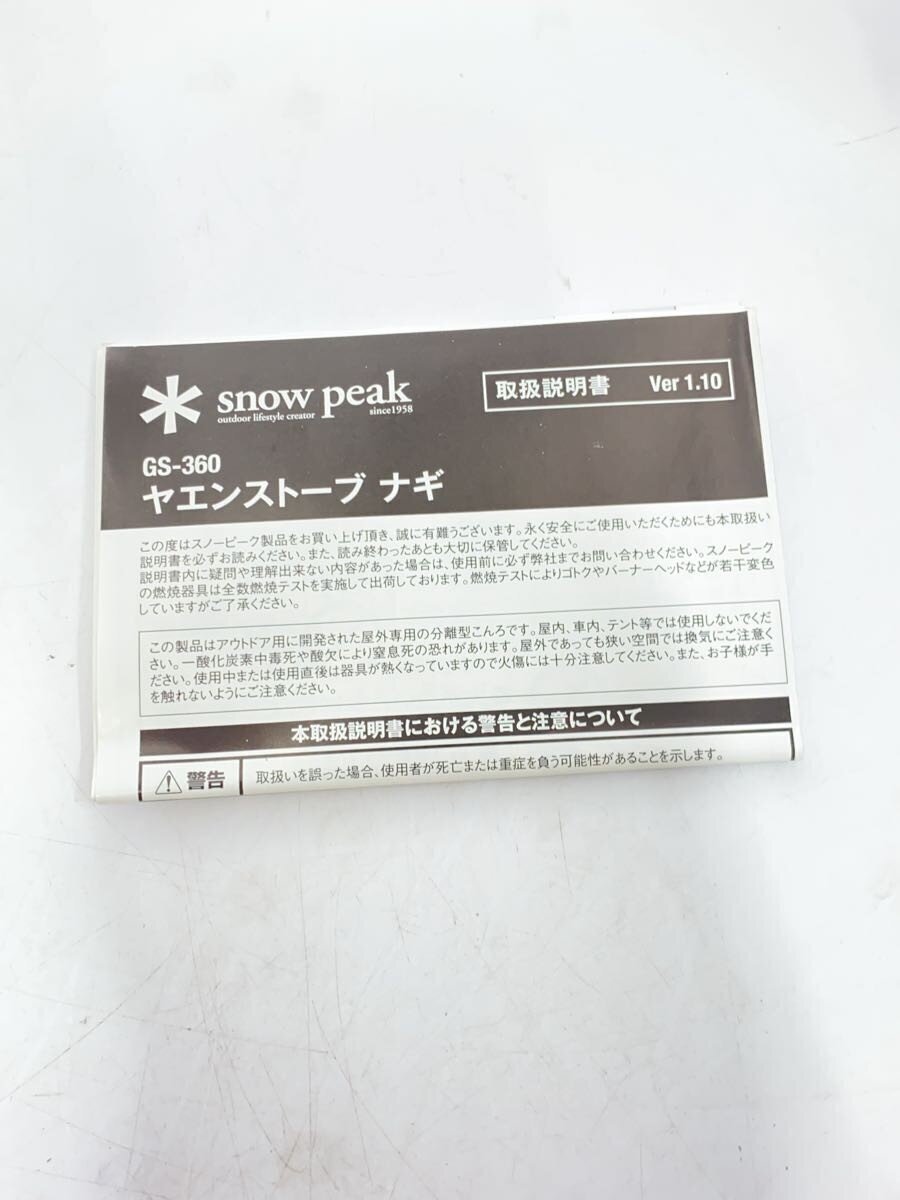 snow peak
outdoor lifestyle creator since1958
取扱説明書 Ver 1.10
GS-360
ヤエンストーブ ナギ
この度はスノーピーク製品をお買い上げ頂き、誠に有難うございます。永く安全にご使用いただくためにも本取扱い
説明書を必ずお読みください。また、読み終わったあとも大切に保管してください。
説明書内に疑問や理解出来ない内容があった場合は、使用前に必ず弊社までお問い合わせください。スノーピーク
の燃焼器具は全数燃焼テストを実施して出荷しております。燃焼テストによりゴトクやバーナーヘッドなどが若干変色
していますがご了承ください。
この製品はアウトドア用に開発された屋外専用の分離型こんろです。屋内、車内、テント等では使用しないでくだ
さい。一酸化炭素中毒死や酸欠により窒息死の恐れがあります。屋外であっても狭い空間では換気にご注意く
ださい。使用中または使用直後は器具が熱くなっていますので火傷には十分注意してください。また、お子様が手
を触れないようにご注意ください。
本取扱説明書における警告と注意について
警告 取扱いを誤った場合、使用者が死亡または重症を負う可能性があることを示します。